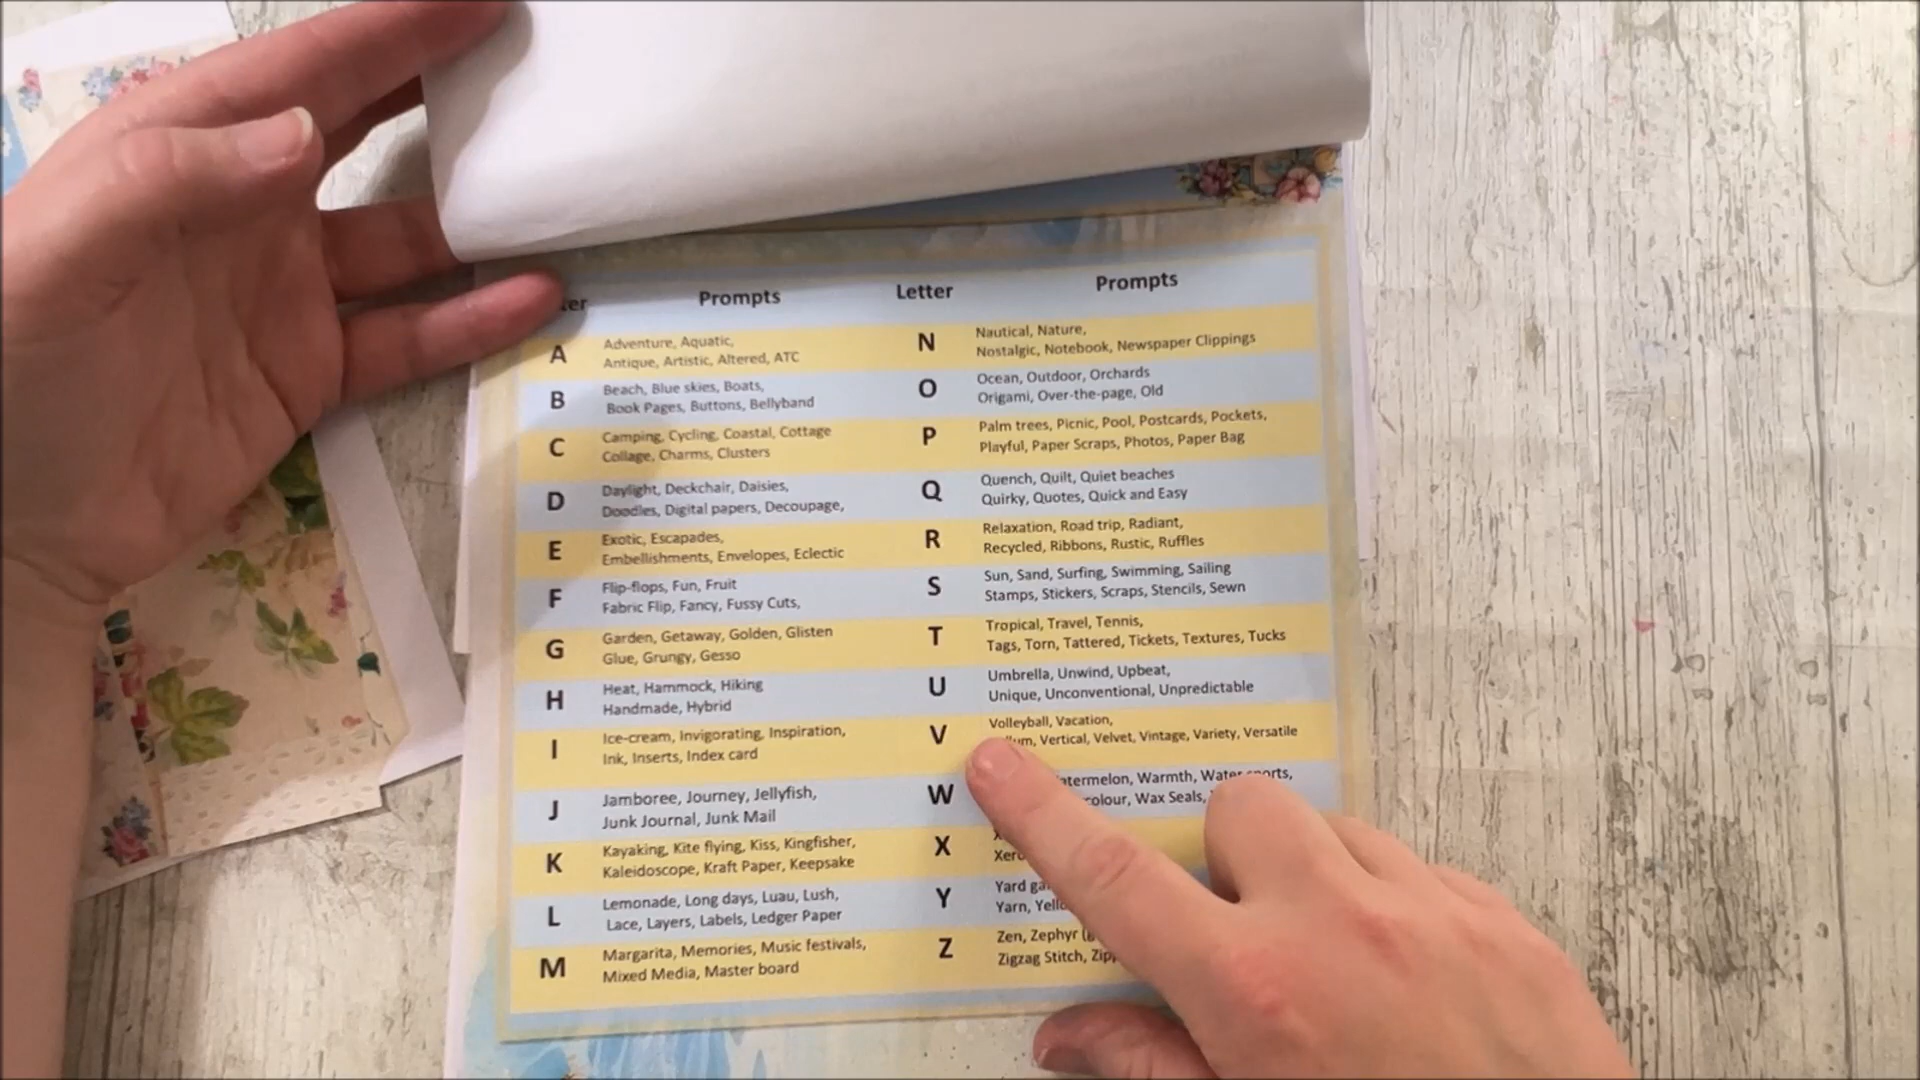 Prompts Letter Prompts
A Adventure, Aquatic,
Antique, Artistic, Altered, ATC
N Nautical, Nature,
Nostalgic, Notebook, Newspaper Clippings
B Beach, Blue skies, Boats,
Book Pages, Buttons, Bellyband
O Ocean, Outdoor, Orchards
Origami, Over-the-page, Old
C Camping, Cycling, Coastal, Cottage
Collage, Charms, Clusters
P Palm trees, Picnic, Pool, Postcards, Pockets,
Playful, Paper Scraps, Photos, Paper Bag
D Daylight, Deckchair, Daisies,
Doodles, Digital papers, Decoupage,
Q Quench, Quilt, Quiet beaches
Quirky, Quotes, Quick and Easy
E Exotic, Escapades,
Embellishments, Envelopes, Eclectic
R Relaxation, Road trip, Radiant,
Recycled, Ribbons, Rustic, Ruffles
F Flip-flops, Fun, Fruit
Fabric Flip, Fancy, Fussy Cuts,
S Sun, Sand, Surfing, Swimming, Sailing
Stamps, Stickers, Scraps, Stencils, Sewn
G Garden, Getaway, Golden, Glisten
Glue, Grungy, Gesso
T Tropical, Travel, Tennis,
Tags, Torn, Tattered, Tickets, Textures, Tucks
H Heat, Hammock, Hiking
Handmade, Hybrid
U Umbrella, Unwind, Upbeat,
Unique, Unconventional, Unpredictable
I Ice-cream, Invigorating, Inspiration,
Ink, Inserts, Index card
V Volleyball, Vacation,
Vertical, Velvet, Vintage, Variety, Versatile
J Jamboree, Journey, Jellyfish,
Junk Journal, Junk Mail
W Warmth,
Wax Seals,
K Kayaking, Kite flying, Kiss, Kingfisher,
Kaleidoscope, Kraft Paper, Keepsake
X
L Lemonade, Long days, Luau, Lush,
Lace, Layers, Labels, Ledger Paper
Y Yard
Yarn,
M Margarita, Memories, Music festivals,
Mixed Media, Master board
Z Zen, Zephyr
Zigzag Stitch,